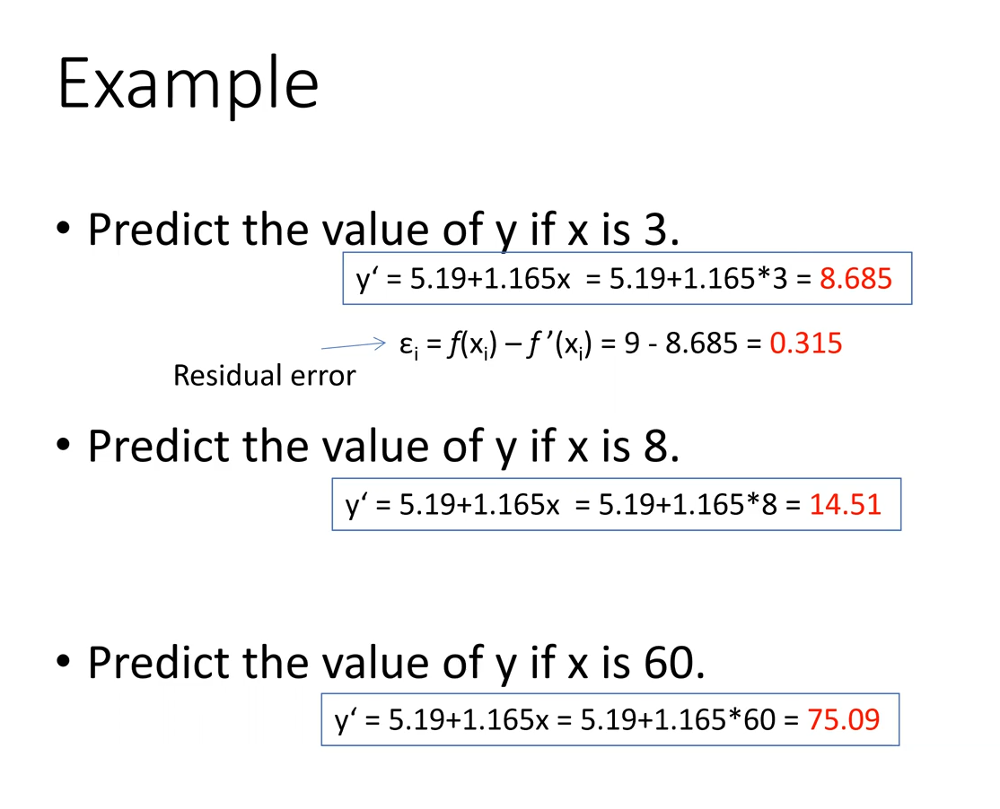 Example
• Predict the value of y if x is 3.
y‘ = 5.19+1.165x = 5.19+1.165*3 = 8.685
εi = f(xi) – f ’(xi) = 9 - 8.685 = 0.315
Residual error
• Predict the value of y if x is 8.
y‘ = 5.19+1.165x = 5.19+1.165*8 = 14.51
• Predict the value of y if x is 60.
y‘ = 5.19+1.165x = 5.19+1.165*60 = 75.09